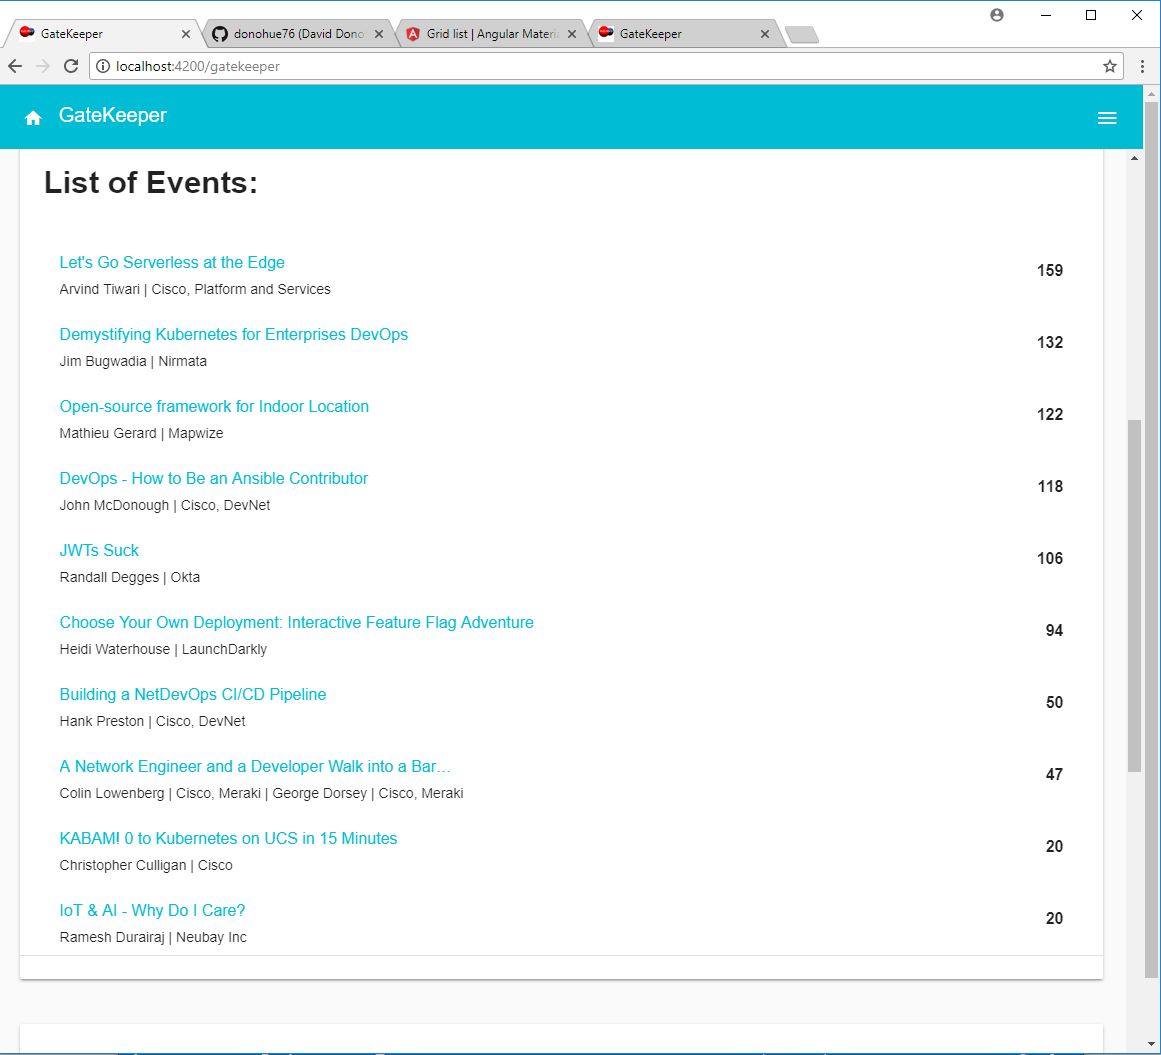 GateKeeper
donohue76 (David Dono
Grid list | Angular Materia
GateKeeper
localhost:4200/gatekeeper
GateKeeper
List of Events:
Let's Go Serverless at the Edge
159
Arvind Tiwari | Cisco, Platform and Services
Demystifying Kubernetes for Enterprises DevOps
132
Jim Bugwadia | Nirmata
Open-source framework for Indoor Location
122
Mathieu Gerard | Mapwize
DevOps - How to Be an Ansible Contributor
118
John McDonough | Cisco, DevNet
JWTs Suck
106
Randall Degges | Okta
Choose Your Own Deployment: Interactive Feature Flag Adventure
94
Heidi Waterhouse | LaunchDarkly
Building a NetDevOps CI/CD Pipeline
50
Hank Preston | Cisco, DevNet
A Network Engineer and a Developer Walk into a Bar…
47
Colin Lowenberg | Cisco, Meraki | George Dorsey | Cisco, Meraki
KABAM! 0 to Kubernetes on UCS in 15 Minutes
20
Christopher Culligan | Cisco
IoT & AI - Why Do I Care?
20
Ramesh Durairaj | Neubay Inc